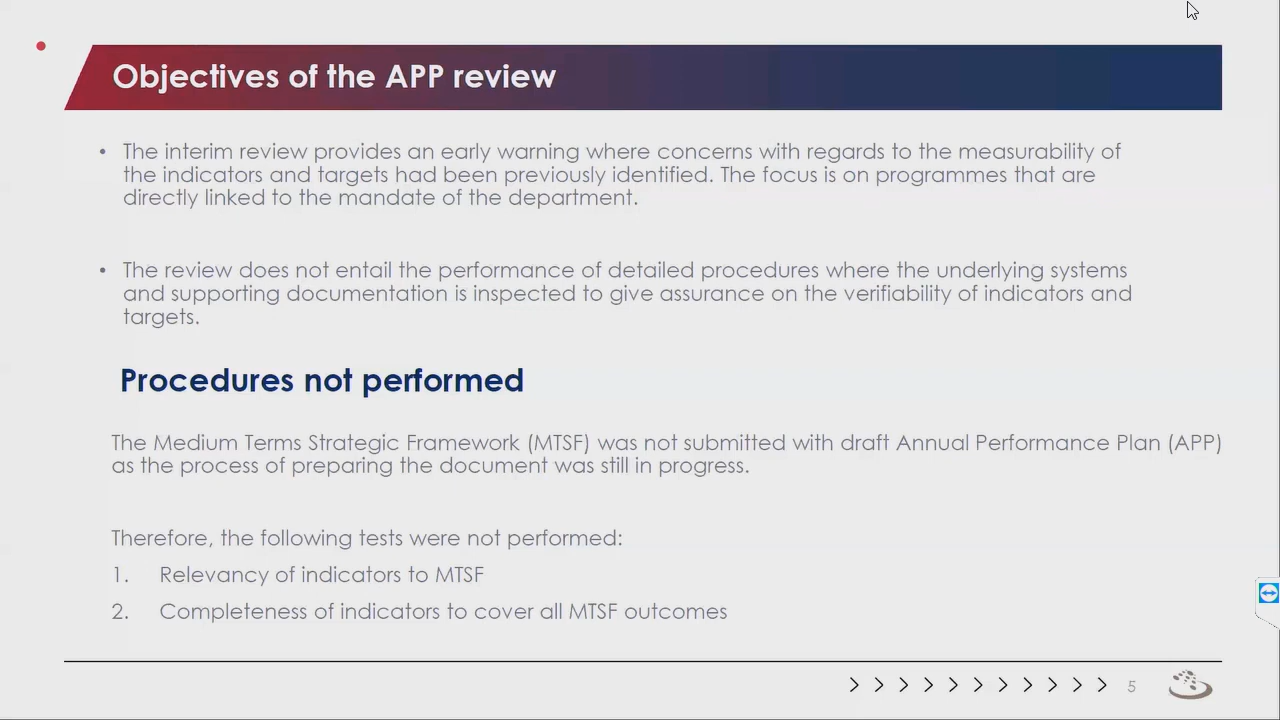 Objectives of the APP review
• The interim review provides an early warning where concerns with regards to the measurability of
the indicators and targets had been previously identified. The focus is on programmes that are
directly linked to the mandate of the department.
• The review does not entail the performance of detailed procedures where the underlying systems
and supporting documentation is inspected to give assurance on the verifiability of indicators and
targets.
Procedures not performed
The Medium Terms Strategic Framework (MTSF) was not submitted with draft Annual Performance Plan (APP)
as the process of preparing the document was still in progress.
Therefore, the following tests were not performed:
1. Relevancy of indicators to MTSF
2. Completeness of indicators to cover all MTSF outcomes
5